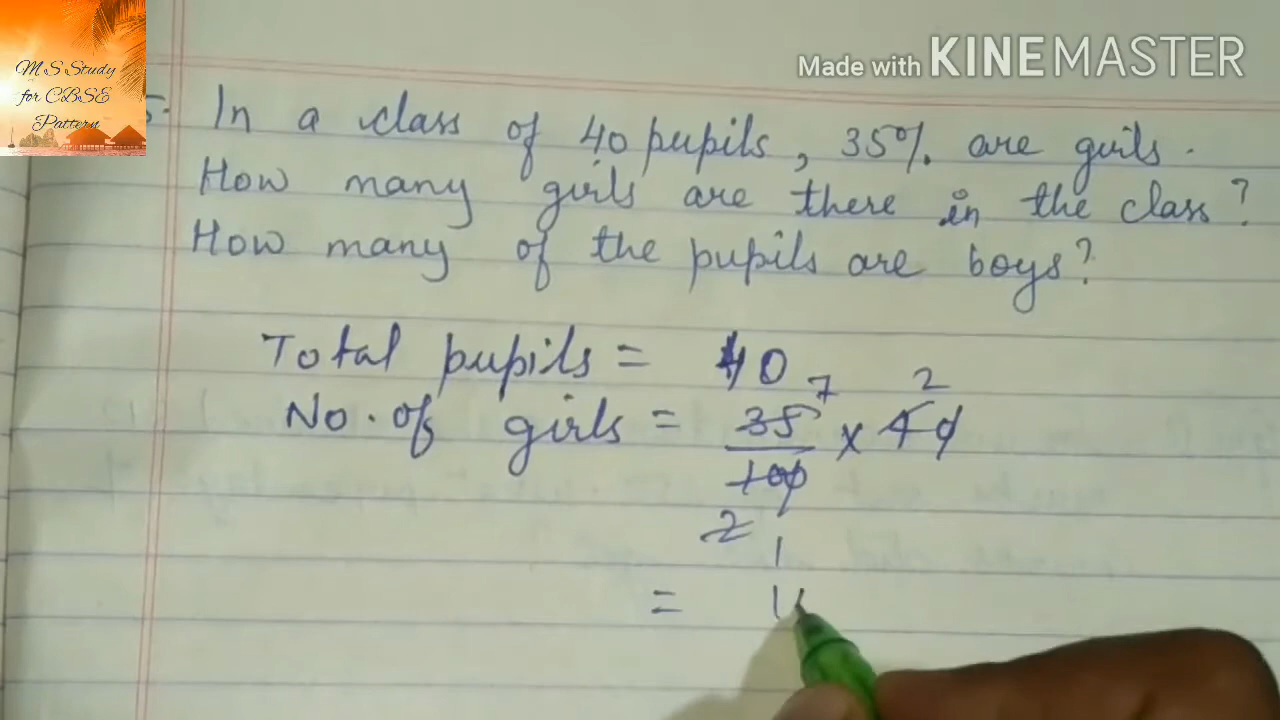 M.S Study
for CBSE
Pattern
Made with KINEMASTER
5. In a class of 40 pupils, 35% are girls.
How many girls are there in the class?
How many of the pupils are boys?
Total pupils = 40
7 2
No. of girls = 35/100 × 40
2
1
=